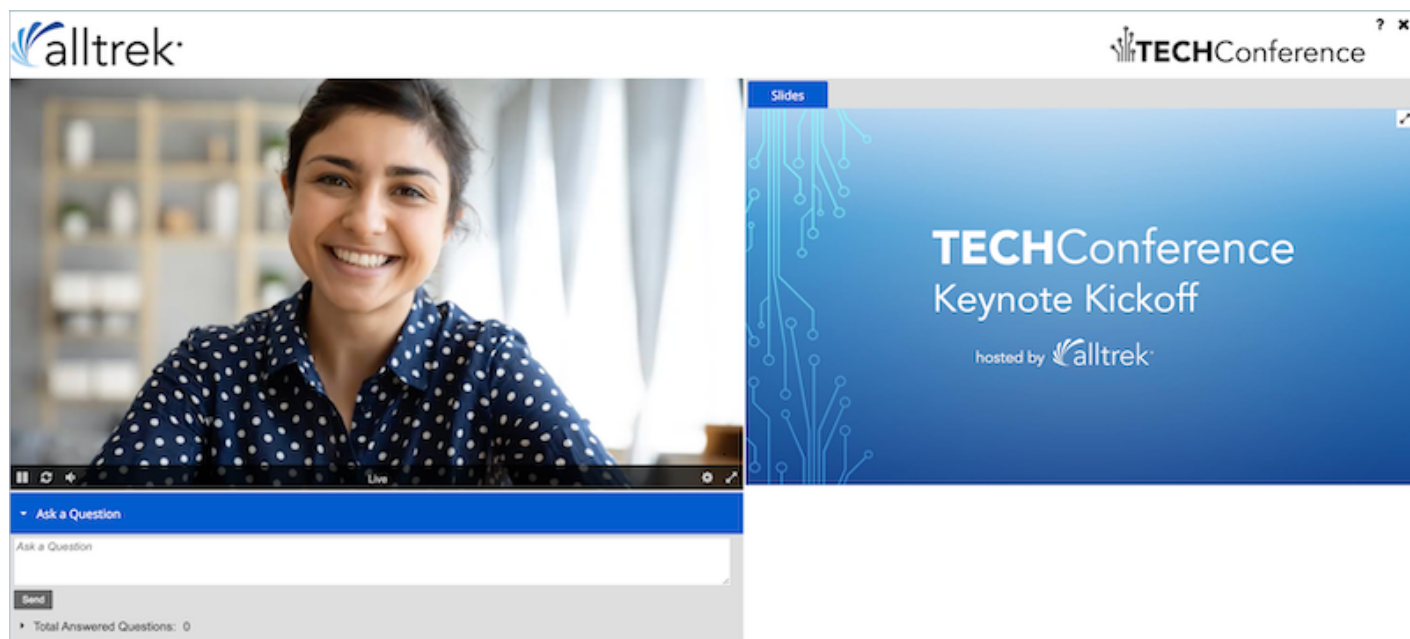 alltrek
TECHConference
?
Slides
TECHConference
Keynote Kickoff
hosted by alltrek
Live
Ask a Question
Ask a Question
Send
Total Answered Questions: 0